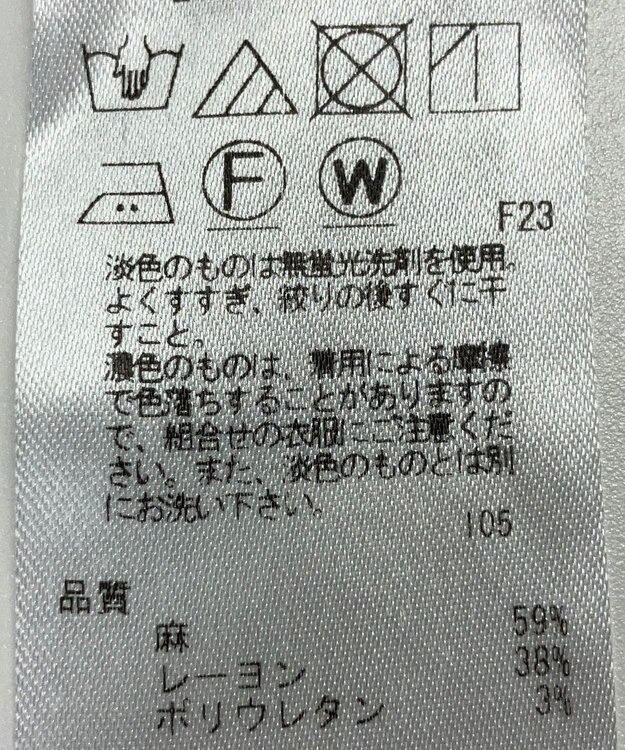 F W
F23
淡色のものは無蛍光洗剤を使用。
よくすすぎ、絞りの後すぐに干
すこと。
濃色のものは、着用による摩擦
で色落ちすることがありますの
で、組合せの衣服にご注意くだ
さい。また、淡色のものとは別
にお洗い下さい。
105
品質
麻 59%
レーヨン 38%
ポリウレタン 3%